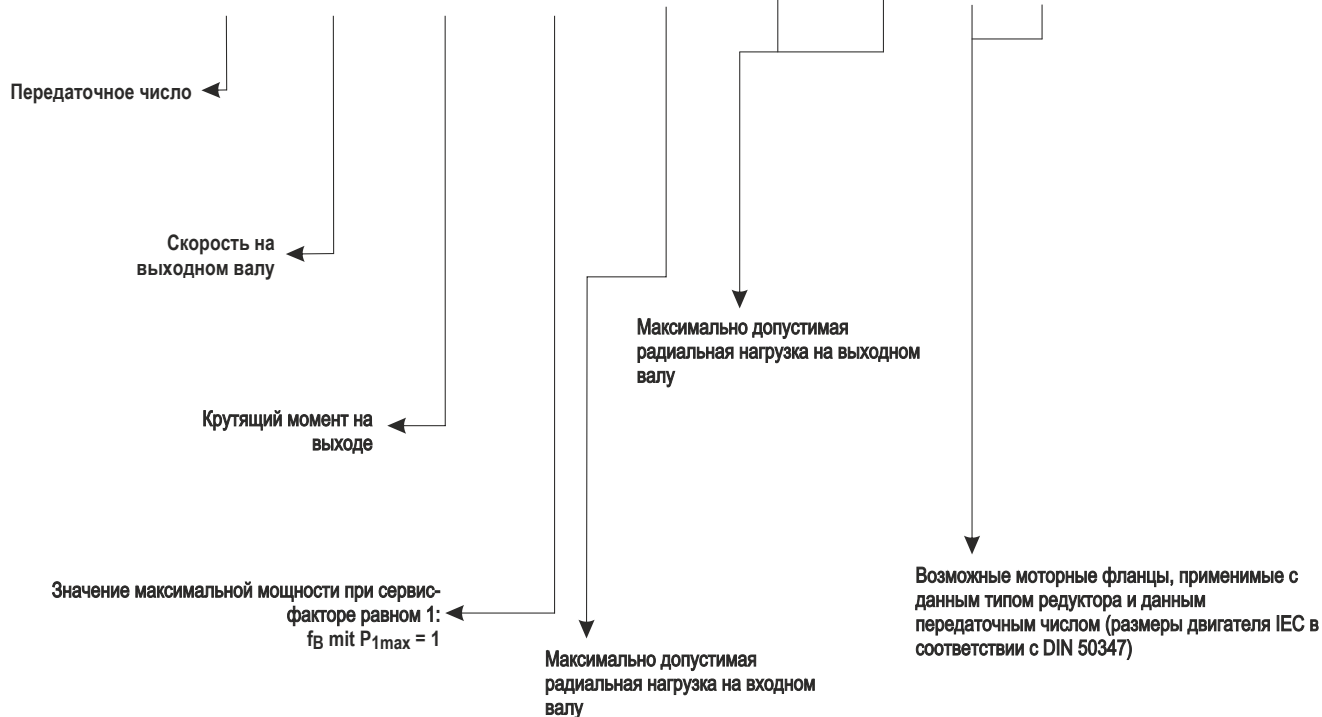 Передаточное число
Скорость на
выходном валу
Максимально допустимая
радиальная нагрузка на выходном
валу
Крутящий момент на
выходе
Значение максимальной мощности при сервис-
факторе равном 1:
fB mit P1max = 1
Максимально допустимая
радиальная нагрузка на входном
валу
Возможные моторные фланцы, применимые с
данным типом редуктора и данным
передаточным числом (размеры двигателя IEC в
соответствии с DIN 50347)